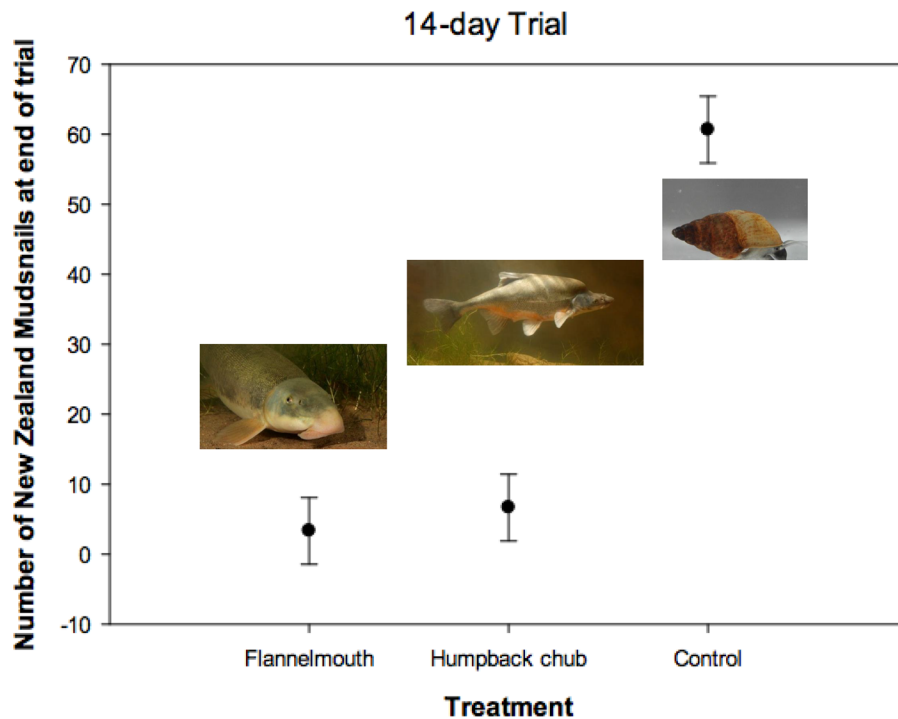 14-day Trial
Number of New Zealand Mudsnails at end of trial
70
60
50
40
30
20
10
0
-10
Flannelmouth
Humpback chub
Control
Treatment